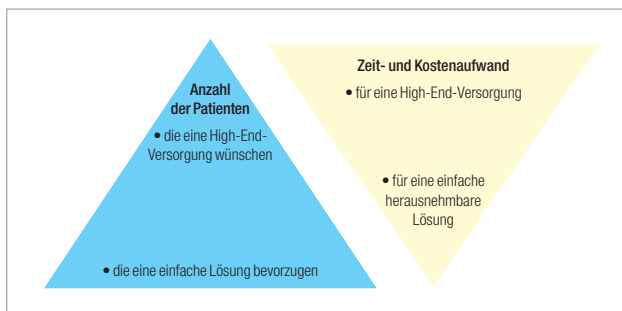 Anzahl
der Patienten
• die eine High-End-
Versorgung wünschen
• die eine einfache Lösung bevorzugen
Zeit- und Kostenaufwand
• für eine High-End-Versorgung
• für eine einfache
herausnehmbare
Lösung